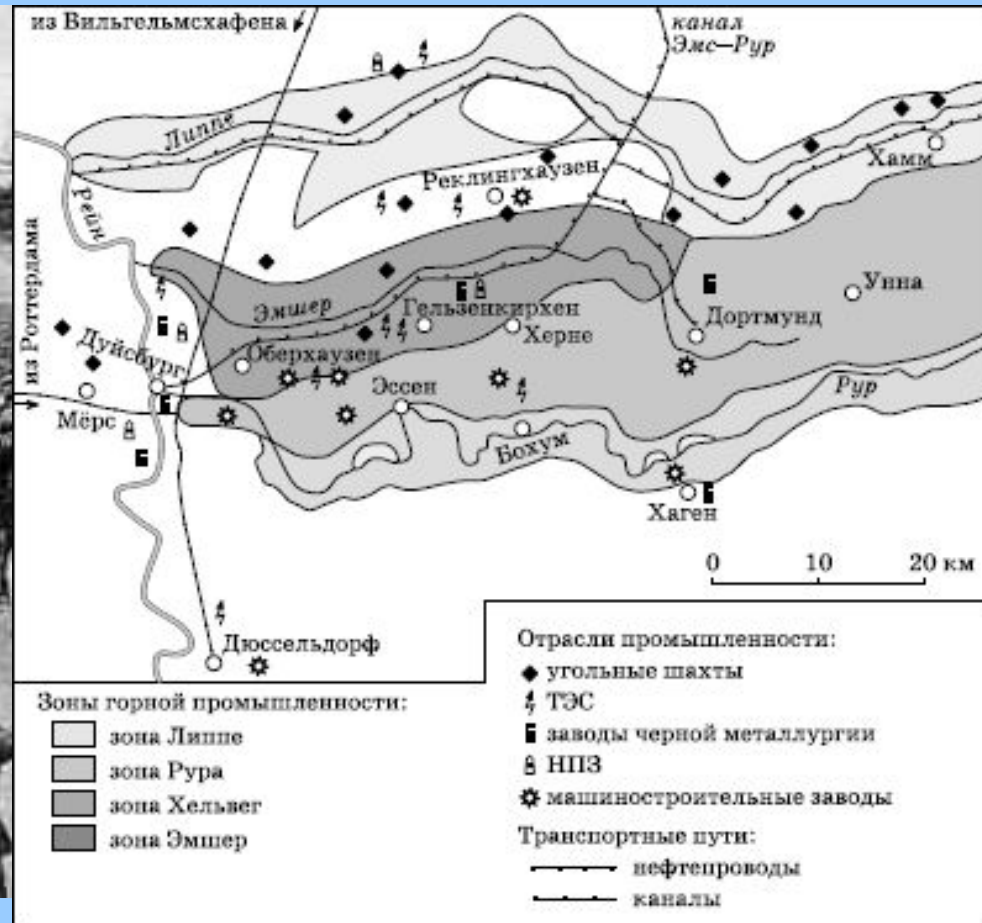 из Вильгельмсхафена
канал
Эмс—Рур
Липпе
Хамм
Реклингхаузен
Рейн
из Роттердама
Эмшер
Гельзенкирхен
Унна
Дуйсбург
Оберхаузен
Херне
Дортмунд
Эссен
Рур
Мёрс
Бохум
Хаген
0 10 20 км
Дюссельдорф
Зоны горной промышленности:
зона Липпе
зона Рура
зона Хельвег
зона Эмшер
Отрасли промышленности:
угольные шахты
ТЭС
заводы черной металлургии
НПЗ
машиностроительные заводы
Транспортные пути:
нефтепроводы
каналы